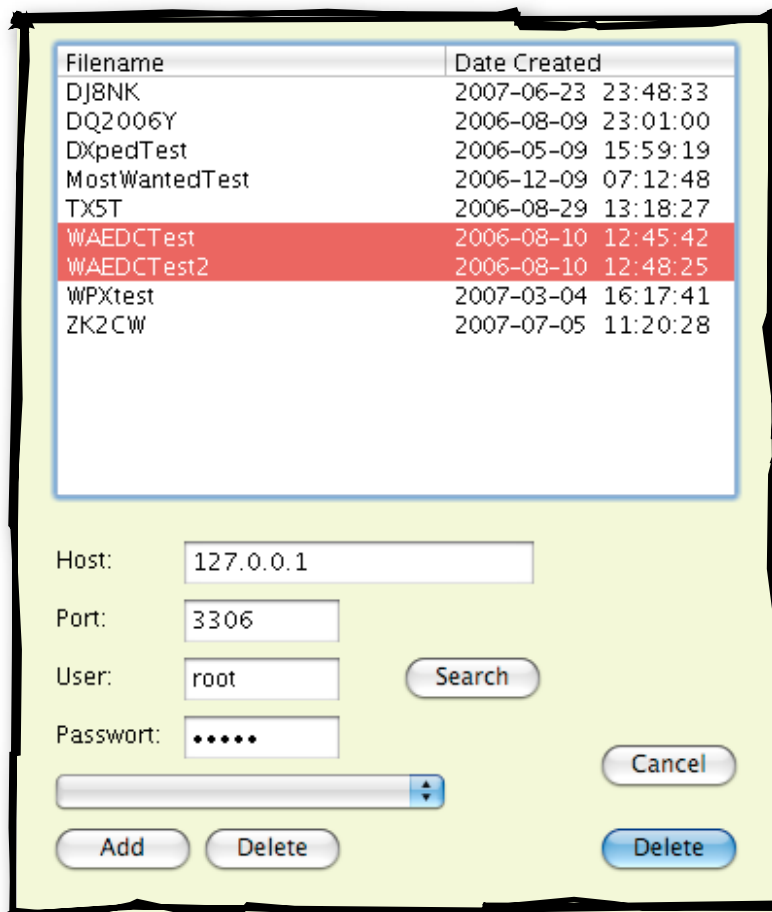 Filename Date Created
DJ8NK 2007-06-23 23:48:33
DQ2006Y 2006-08-09 23:01:00
DXpedTest 2006-05-09 15:59:19
MostWantedTest 2006-12-09 07:12:48
TX5T 2006-08-29 13:18:27
WAEDCTest 2006-08-10 12:45:42
WAEDCTest2 2006-08-10 12:48:25
WPXtest 2007-03-04 16:17:41
ZK2CW 2007-07-05 11:20:28
Host: 127.0.0.1
Port: 3306
User: root Search
Passwort: •••••
Cancel
Add Delete Delete